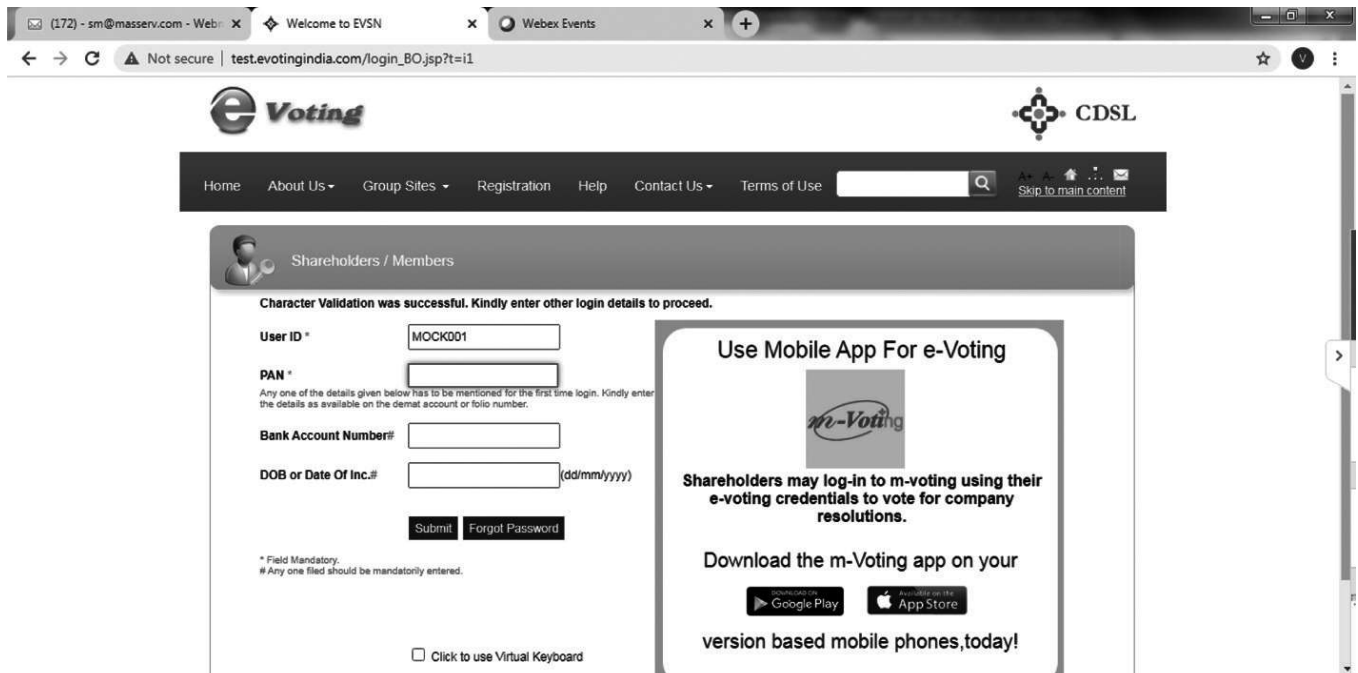 (172) - sm@masserv.com - Webm
Welcome to EVSN
Webex Events
Not secure | test.evotingindia.com/login_BO.jsp?t=i1
V
e Voting
CDSL
Home About Us Group Sites Registration Help Contact Us Terms of Use
A+ A-
Skip to main content
Shareholders / Members
Character Validation was successful. Kindly enter other login details to proceed.
User ID * MOCK001
PAN *
Any one of the details given below has to be mentioned for the first time login. Kindly enter
the details as available on the demat account or folio number.
Bank Account Number#
DOB or Date Of Inc.# (dd/mm/yyyy)
Submit Forgot Password
* Field Mandatory.
# Any one filed should be mandatorily entered.
Click to use Virtual Keyboard
Use Mobile App For e-Voting
m-Voting
Shareholders may log-in to m-voting using their
e-voting credentials to vote for company
resolutions.
Download the m-Voting app on your
DOWNLOAD ON
Google Play
Available on the
App Store
version based mobile phones,today!